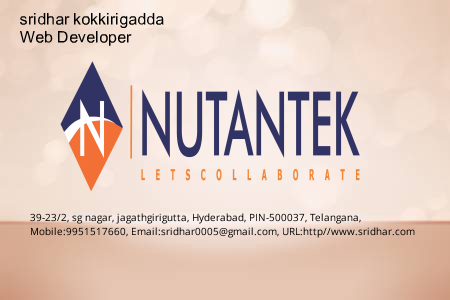 sridhar kokkirigadda
Web Developer
N
NUTANTEK
LETSCOLLABORATE
39-23/2, sg nagar, jagathgirigutta, Hyderabad, PIN-500037, Telangana,
Mobile:9951517660, Email:sridhar0005@gmail.com, URL:http//www.sridhar.com